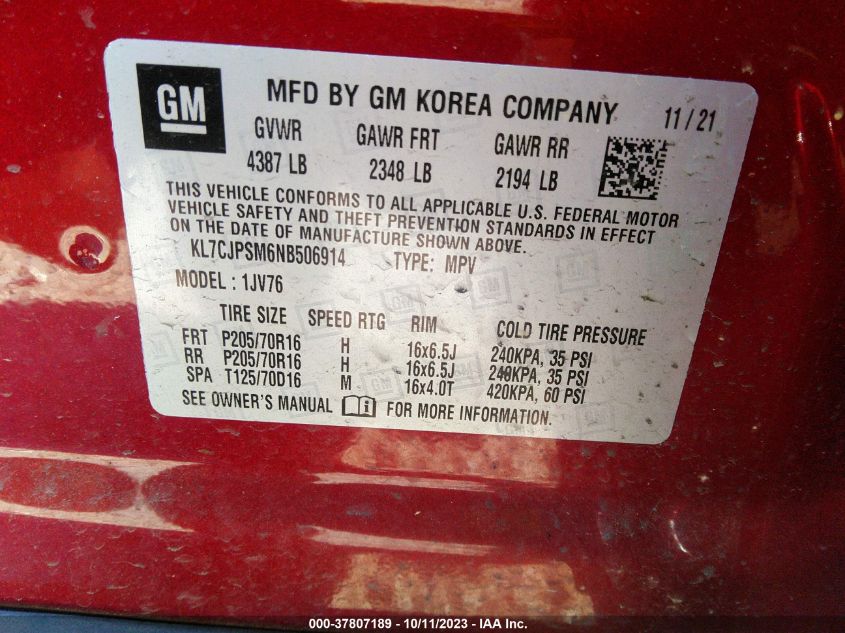 GM MFD BY GM KOREA COMPANY 11 / 21
GVWR GAWR FRT GAWR RR
4387 LB 2348 LB 2194 LB
THIS VEHICLE CONFORMS TO ALL APPLICABLE U.S. FEDERAL MOTOR
VEHICLE SAFETY AND THEFT PREVENTION STANDARDS IN EFFECT
ON THE DATE OF MANUFACTURE SHOWN ABOVE.
KL7CJPSM6NB506914 TYPE: MPV
MODEL : 1JV76
TIRE SIZE SPEED RTG RIM COLD TIRE PRESSURE
FRT P205/70R16 H 16x6.5J 240KPA, 35 PSI
RR P205/70R16 H 16x6.5J 240KPA, 35 PSI
SPA T125/70D16 M 16x4.0T 420KPA, 60 PSI
SEE OWNER'S MANUAL i FOR MORE INFORMATION.
000-37807189 - 10/11/2023 - IAA Inc.